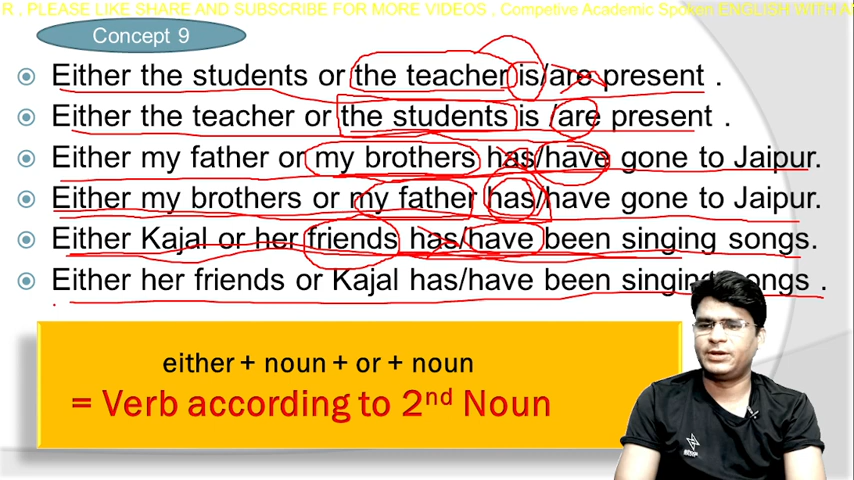 R . PLEASE LIKE SHARE AND SUBSCRIBE FOR MORE VIDEOS . Competive Academic Spoken ENGLISH WITH
Concept 9
Either the students or the teacher is/are present .
Either the teacher or the students is /are present .
Either my father or my brothers has/have gone to Jaipur.
Either my brothers or my father has/have gone to Jaipur.
Either Kajal or her friends has/have been singing songs.
Either her friends or Kajal has/have been singing songs .
either + noun + or + noun
= Verb according to 2nd Noun